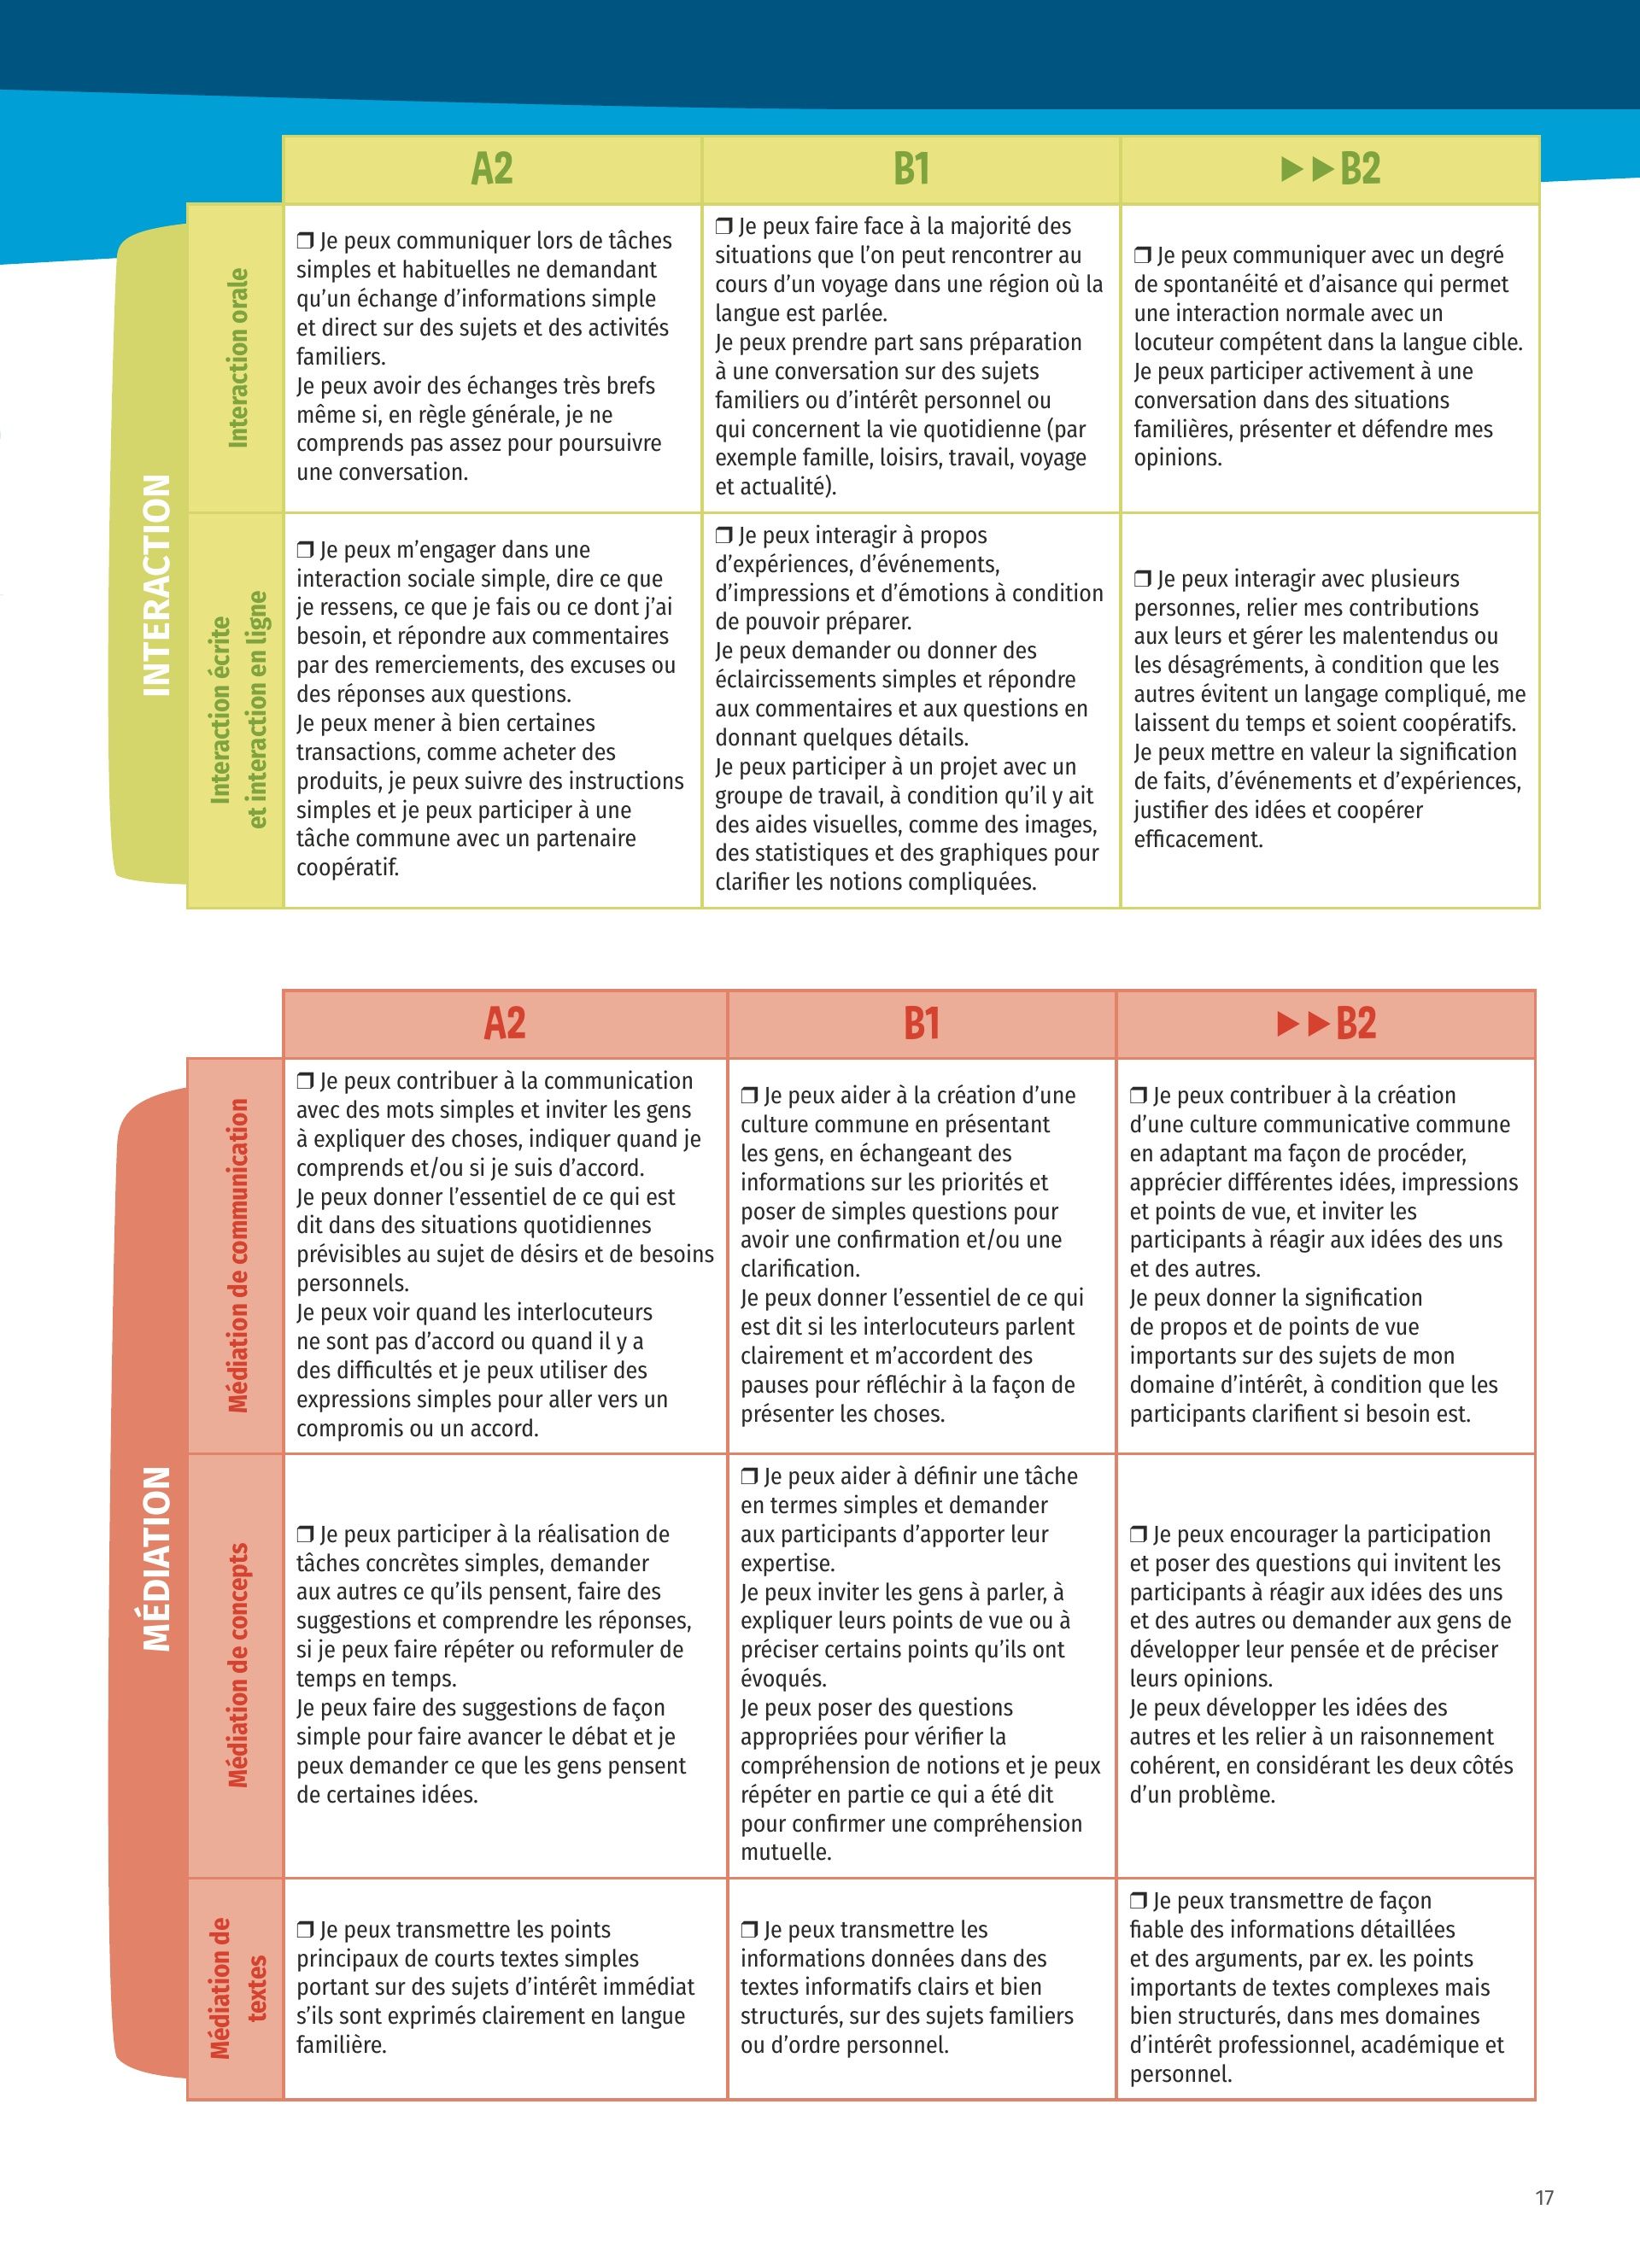 A2
B1
►►B2
INTERACTION
Interaction orale
❒ Je peux communiquer lors de tâches
simples et habituelles ne demandant
qu’un échange d’informations simple
et direct sur des sujets et des activités
familiers.
Je peux avoir des échanges très brefs
même si, en règle générale, je ne
comprends pas assez pour poursuivre
une conversation.
❒ Je peux faire face à la majorité des
situations que l’on peut rencontrer au
cours d’un voyage dans une région où la
langue est parlée.
Je peux prendre part sans préparation
à une conversation sur des sujets
familiers ou d’intérêt personnel ou
qui concernent la vie quotidienne (par
exemple famille, loisirs, travail, voyage
et actualité).
❒ Je peux communiquer avec un degré
de spontanéité et d’aisance qui permet
une interaction normale avec un
locuteur compétent dans la langue cible.
Je peux participer activement à une
conversation dans des situations
familières, présenter et défendre mes
opinions.
Interaction écrite
et interaction en ligne
❒ Je peux m’engager dans une
interaction sociale simple, dire ce que
je ressens, ce que je fais ou ce dont j’ai
besoin, et répondre aux commentaires
par des remerciements, des excuses ou
des réponses aux questions.
Je peux mener à bien certaines
transactions, comme acheter des
produits, je peux suivre des instructions
simples et je peux participer à une
tâche commune avec un partenaire
coopératif.
❒ Je peux interagir à propos
d’expériences, d’événements,
d’impressions et d’émotions à condition
de pouvoir préparer.
Je peux demander ou donner des
éclaircissements simples et répondre
aux commentaires et aux questions en
donnant quelques détails.
Je peux participer à un projet avec un
groupe de travail, à condition qu’il y ait
des aides visuelles, comme des images,
des statistiques et des graphiques pour
clarifier les notions compliquées.
❒ Je peux interagir avec plusieurs
personnes, relier mes contributions
aux leurs et gérer les malentendus ou
les désagréments, à condition que les
autres évitent un langage compliqué, me
laissent du temps et soient coopératifs.
Je peux mettre en valeur la signification
de faits, d’événements et d’expériences,
justifier des idées et coopérer
efficacement.
A2
B1
►►B2
MÉDIATION
Médiation de communication
❒ Je peux contribuer à la communication
avec des mots simples et inviter les gens
à expliquer des choses, indiquer quand je
comprends et/ou si je suis d’accord.
Je peux donner l’essentiel de ce qui est
dit dans des situations quotidiennes
prévisibles au sujet de désirs et de besoins
personnels.
Je peux voir quand les interlocuteurs
ne sont pas d’accord ou quand il y a
des difficultés et je peux utiliser des
expressions simples pour aller vers un
compromis ou un accord.
❒ Je peux aider à la création d’une
culture commune en présentant
les gens, en échangeant des
informations sur les priorités et
poser de simples questions pour
avoir une confirmation et/ou une
clarification.
Je peux donner l’essentiel de ce qui
est dit si les interlocuteurs parlent
clairement et m’accordent des
pauses pour réfléchir à la façon de
présenter les choses.
❒ Je peux contribuer à la création
d’une culture communicative commune
en adaptant ma façon de procéder,
apprécier différentes idées, impressions
et points de vue, et inviter les
participants à réagir aux idées des uns
et des autres.
Je peux donner la signification
de propos et de points de vue
importants sur des sujets de mon
domaine d’intérêt, à condition que les
participants clarifient si besoin est.
Médiation de concepts
❒ Je peux participer à la réalisation de
tâches concrètes simples, demander
aux autres ce qu’ils pensent, faire des
suggestions et comprendre les réponses,
si je peux faire répéter ou reformuler de
temps en temps.
Je peux faire des suggestions de façon
simple pour faire avancer le débat et je
peux demander ce que les gens pensent
de certaines idées.
❒ Je peux aider à définir une tâche
en termes simples et demander
aux participants d’apporter leur
expertise.
Je peux inviter les gens à parler, à
expliquer leurs points de vue ou à
préciser certains points qu’ils ont
évoqués.
Je peux poser des questions
appropriées pour vérifier la
compréhension de notions et je peux
répéter en partie ce qui a été dit
pour confirmer une compréhension
mutuelle.
❒ Je peux encourager la participation
et poser des questions qui invitent les
participants à réagir aux idées des uns
et des autres ou demander aux gens de
développer leur pensée et de préciser
leurs opinions.
Je peux développer les idées des
autres et les relier à un raisonnement
cohérent, en considérant les deux côtés
d’un problème.
Médiation de
textes
❒ Je peux transmettre les points
principaux de courts textes simples
portant sur des sujets d’intérêt immédiat
s’ils sont exprimés clairement en langue
familière.
❒ Je peux transmettre les
informations données dans des
textes informatifs clairs et bien
structurés, sur des sujets familiers
ou d’ordre personnel.
❒ Je peux transmettre de façon
fiable des informations détaillées
et des arguments, par ex. les points
importants de textes complexes mais
bien structurés, dans mes domaines
d’intérêt professionnel, académique et
personnel.
17